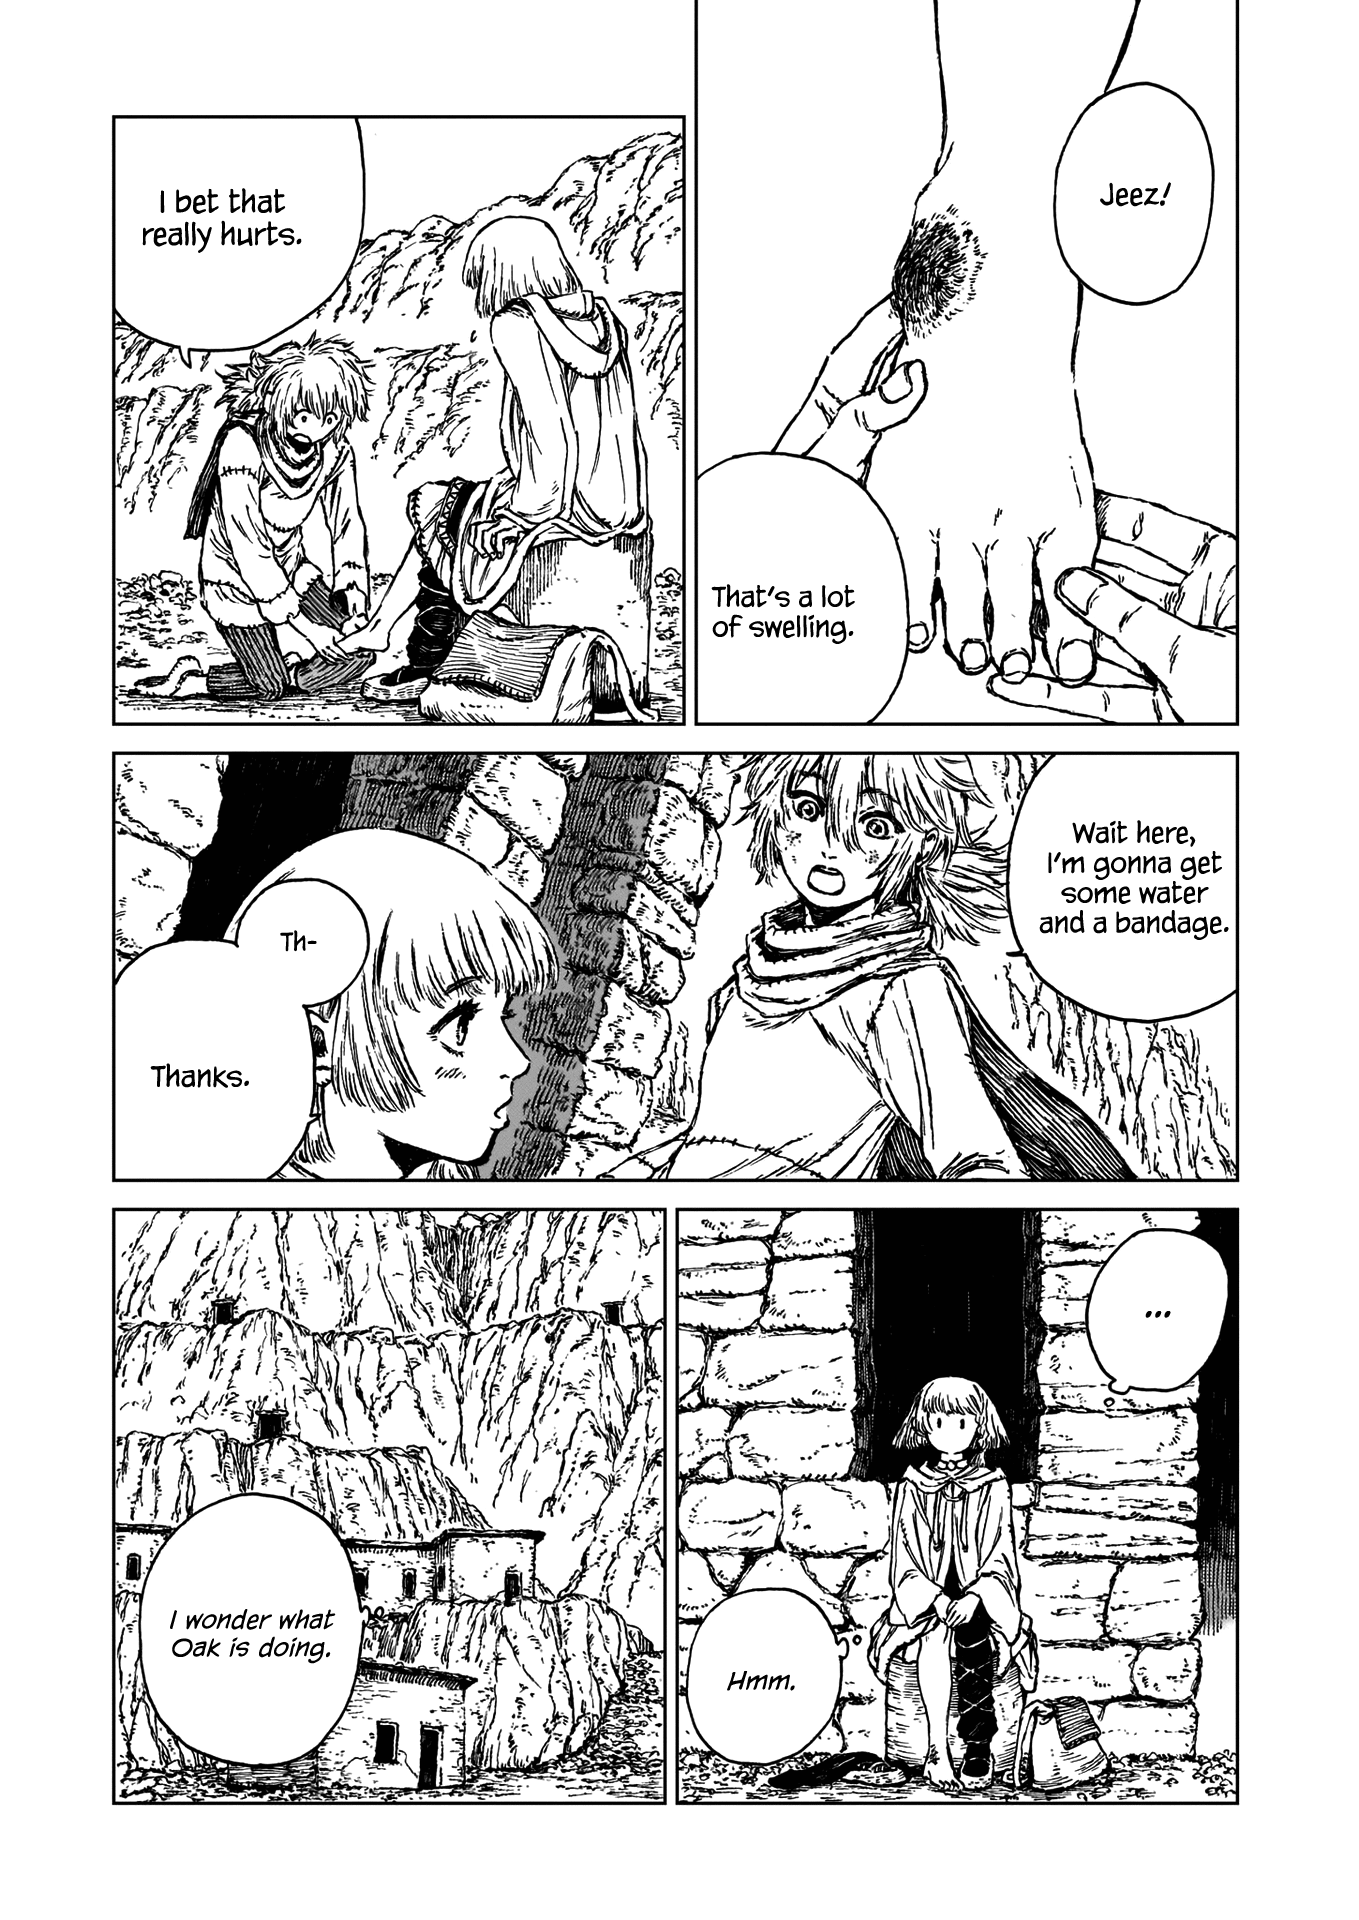 Jeez!
That's a lot
of swelling.
I bet that
really hurts.
Wait here,
I'm gonna get
some water
and a bandage.
Th-
Thanks.
...
Hmm.
I wonder what
Oak is doing.